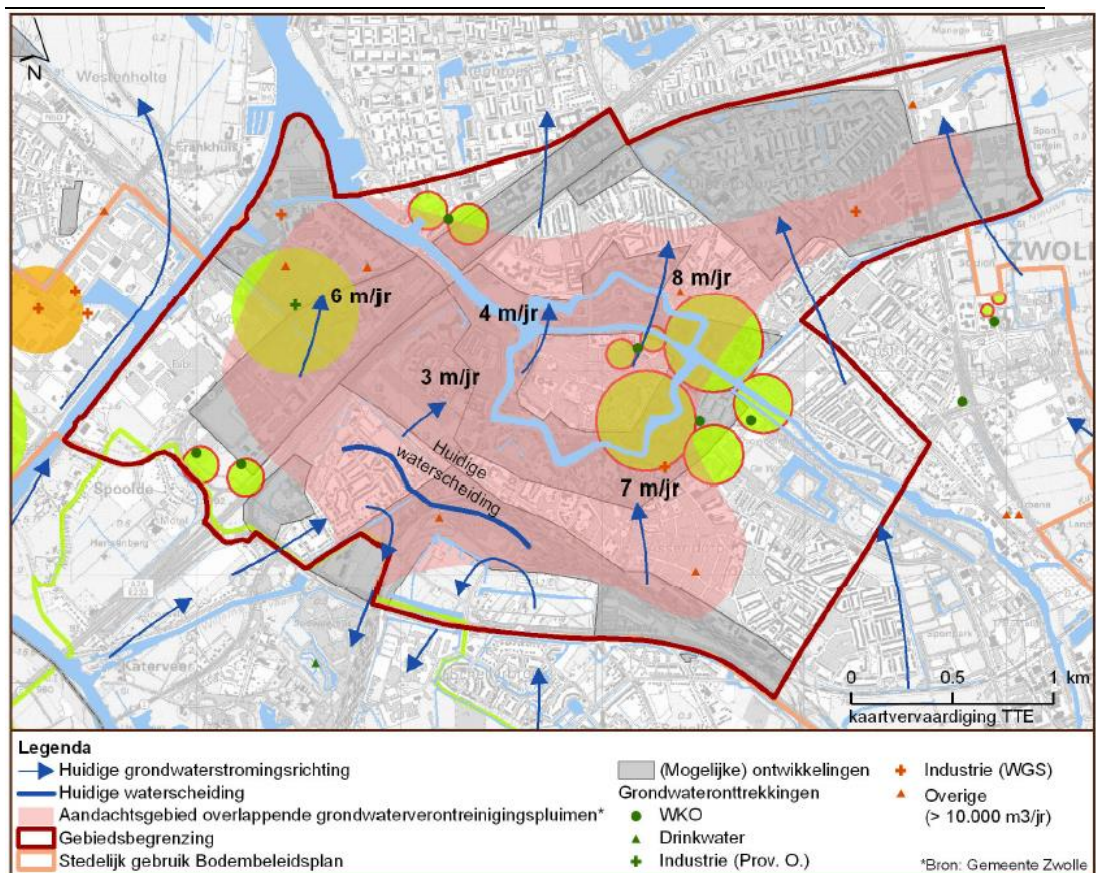 N
Westenholte
Frankhuis
ZWOLL
6 m/jr
8 m/jr
4 m/jr
3 m/jr
Huidige
waterscheiding
7 m/jr
Spoolde
Katerveer
0 0.5 1 km
kaartvervaardiging TTE
Legenda
Huidige grondwaterstromingsrichting
Huidige waterscheiding
Aandachtsgebied overlappende grondwaterverontreinigingspluimen*
Gebiedsbegrenzing
Stedelijk gebruik Bodembeleidsplan
(Mogelijke) ontwikkelingen
Grondwateronttrekkingen
WKO
Drinkwater
Industrie (Prov. O.)
Industrie (WGS)
Overige
(> 10.000 m3/jr)
*Bron: Gemeente Zwolle